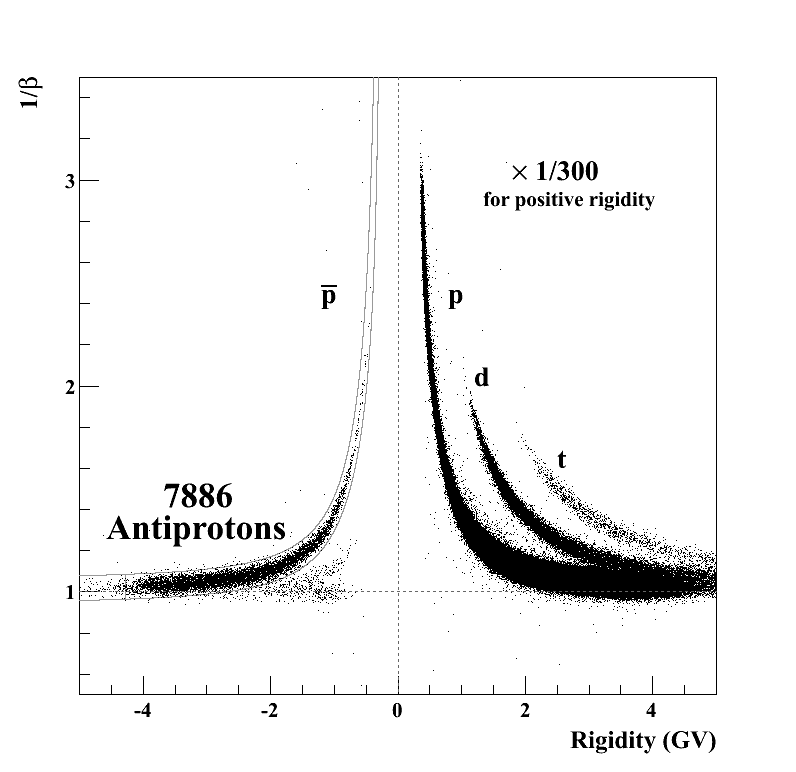 1/β
× 1/300
for positive rigidity
3
p̅
p
d
2
t
7886
Antiprotons
1
-4
-2
0
2
4
Rigidity (GV)